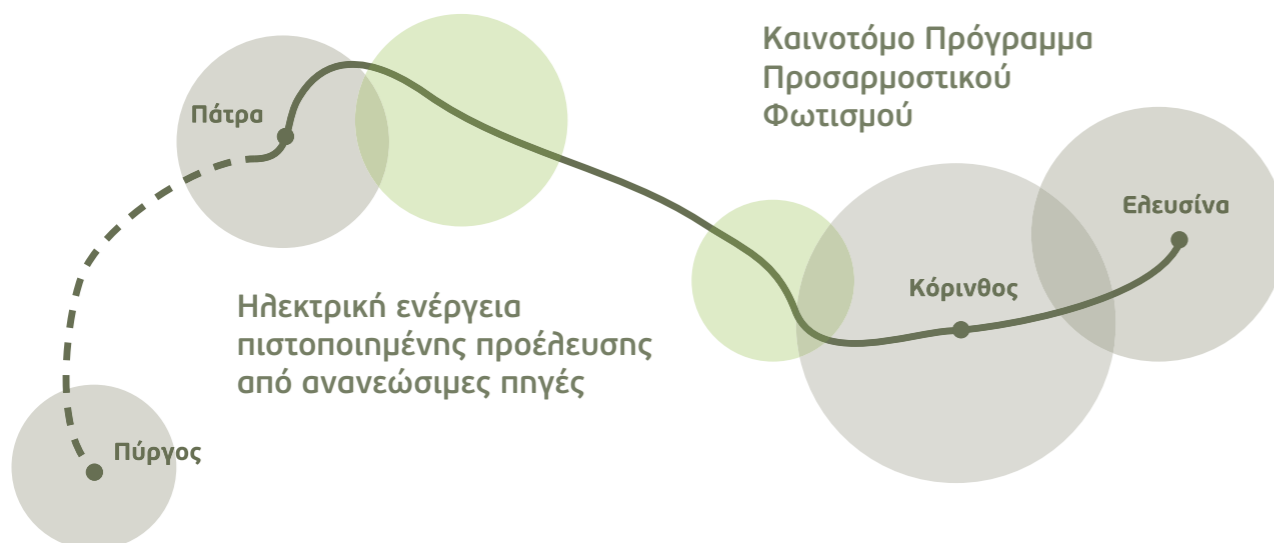 Καινοτόμο Πρόγραμμα
Προσαρμοστικού
Φωτισμού
Πάτρα
Ελευσίνα
Κόρινθος
Ηλεκτρική ενέργεια
πιστοποιημένης προέλευσης
από ανανεώσιμες πηγές
Πύργος